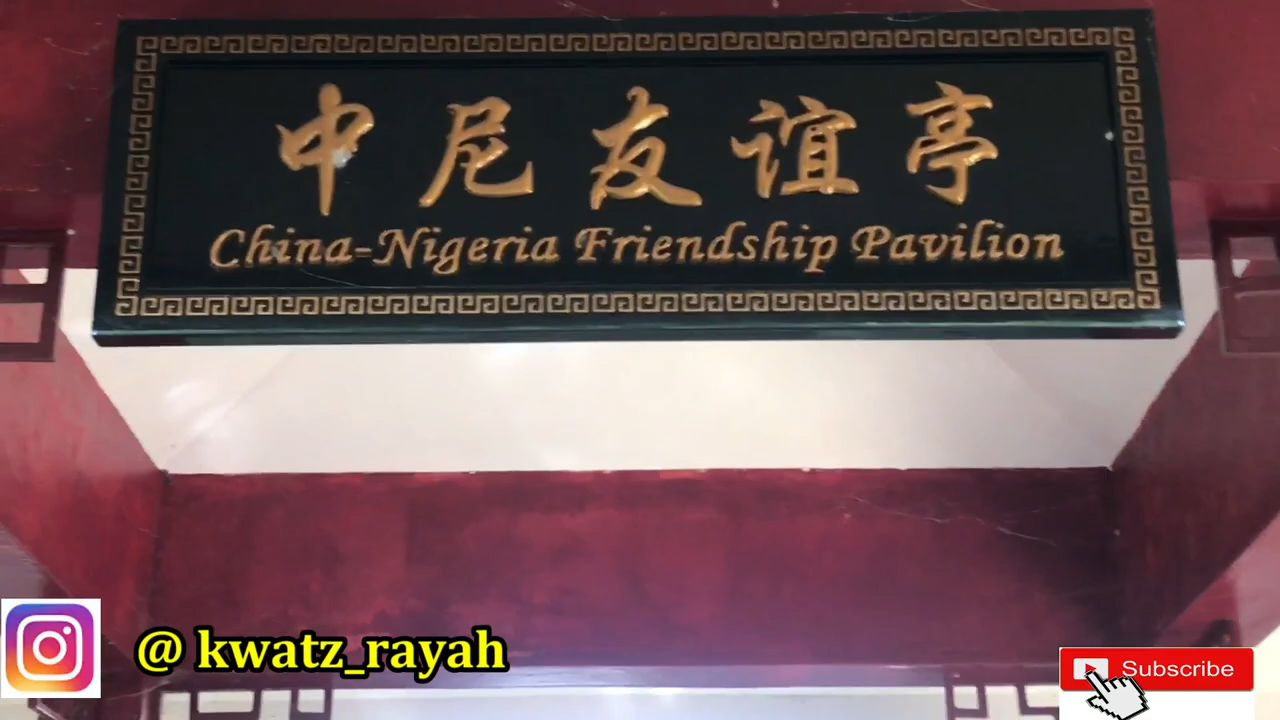 中尼友谊亭
China-Nigeria Friendship Pavilion
@ kwatz_rayah
Subscribe